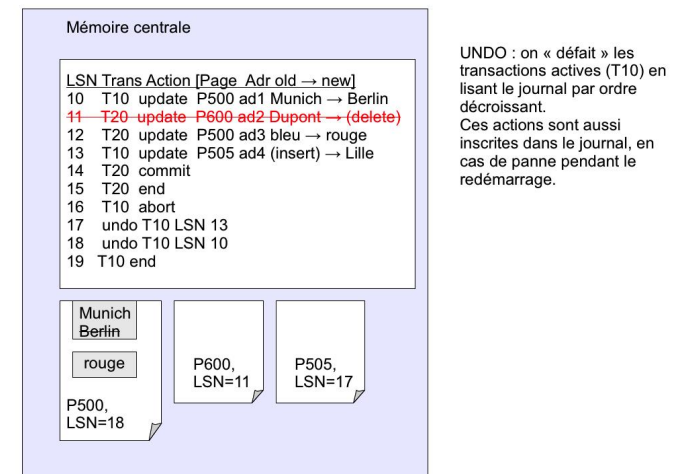 Mémoire centrale
LSN Trans Action [Page Adr old → new]
10 T10 update P500 ad1 Munich → Berlin
11 T20 update P600 ad2 Dupont → (delete)
12 T20 update P500 ad3 bleu → rouge
13 T10 update P505 ad4 (insert) → Lille
14 T20 commit
15 T20 end
16 T10 abort
17 undo T10 LSN 13
18 undo T10 LSN 10
19 T10 end
Munich
Berlin
rouge
P500,
LSN=18
P600,
LSN=11
P505,
LSN=17
UNDO : on « défait » les
transactions actives (T10) en
lisant le journal par ordre
décroissant.
Ces actions sont aussi
inscrites dans le journal, en
cas de panne pendant le
redémarrage.